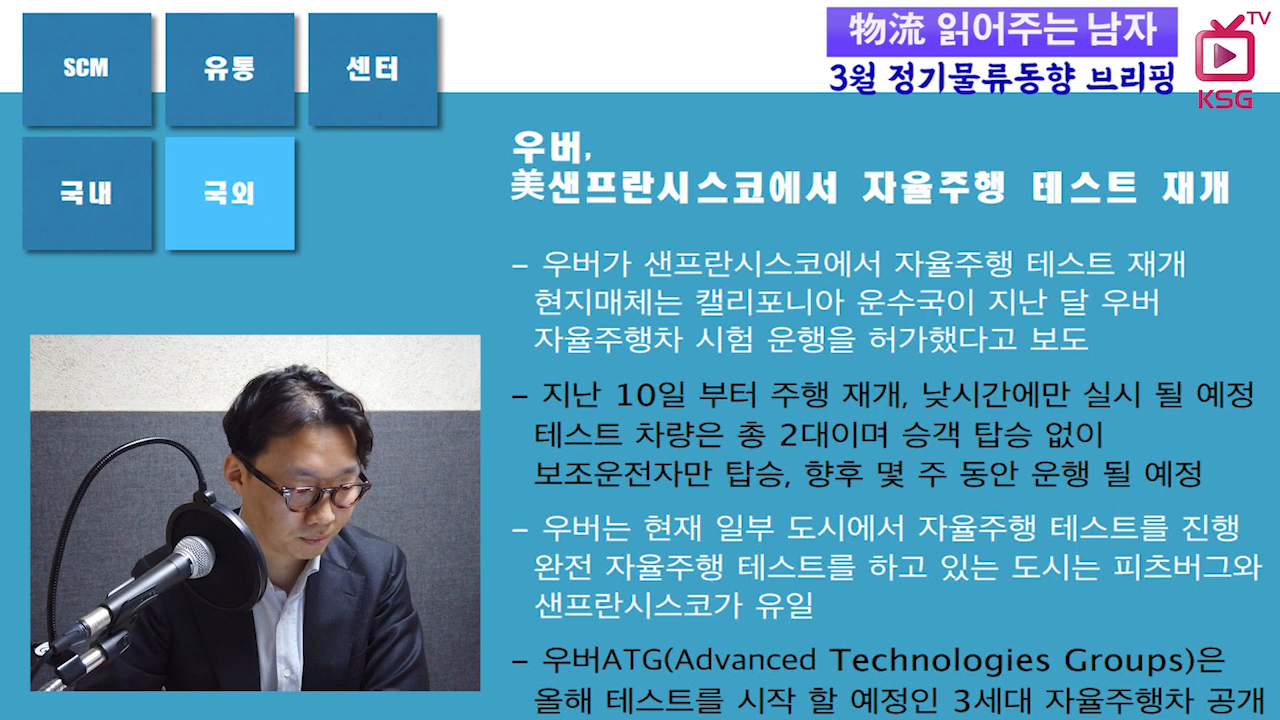 SCM
유통
센터
국내
국외
物流 읽어주는 남자
3월 정기물류동향 브리핑
TV
KSG
우버,
美샌프란시스코에서 자율주행 테스트 재개
– 우버가 샌프란시스코에서 자율주행 테스트 재개
현지매체는 캘리포니아 운수국이 지난 달 우버
자율주행차 시험 운행을 허가했다고 보도
– 지난 10일 부터 주행 재개, 낮시간에만 실시 될 예정
테스트 차량은 총 2대이며 승객 탑승 없이
보조운전자만 탑승, 향후 몇 주 동안 운행 될 예정
– 우버는 현재 일부 도시에서 자율주행 테스트를 진행
완전 자율주행 테스트를 하고 있는 도시는 피츠버그와
샌프란시스코가 유일
– 우버ATG(Advanced Technologies Groups)은
올해 테스트를 시작 할 예정인 3세대 자율주행차 공개